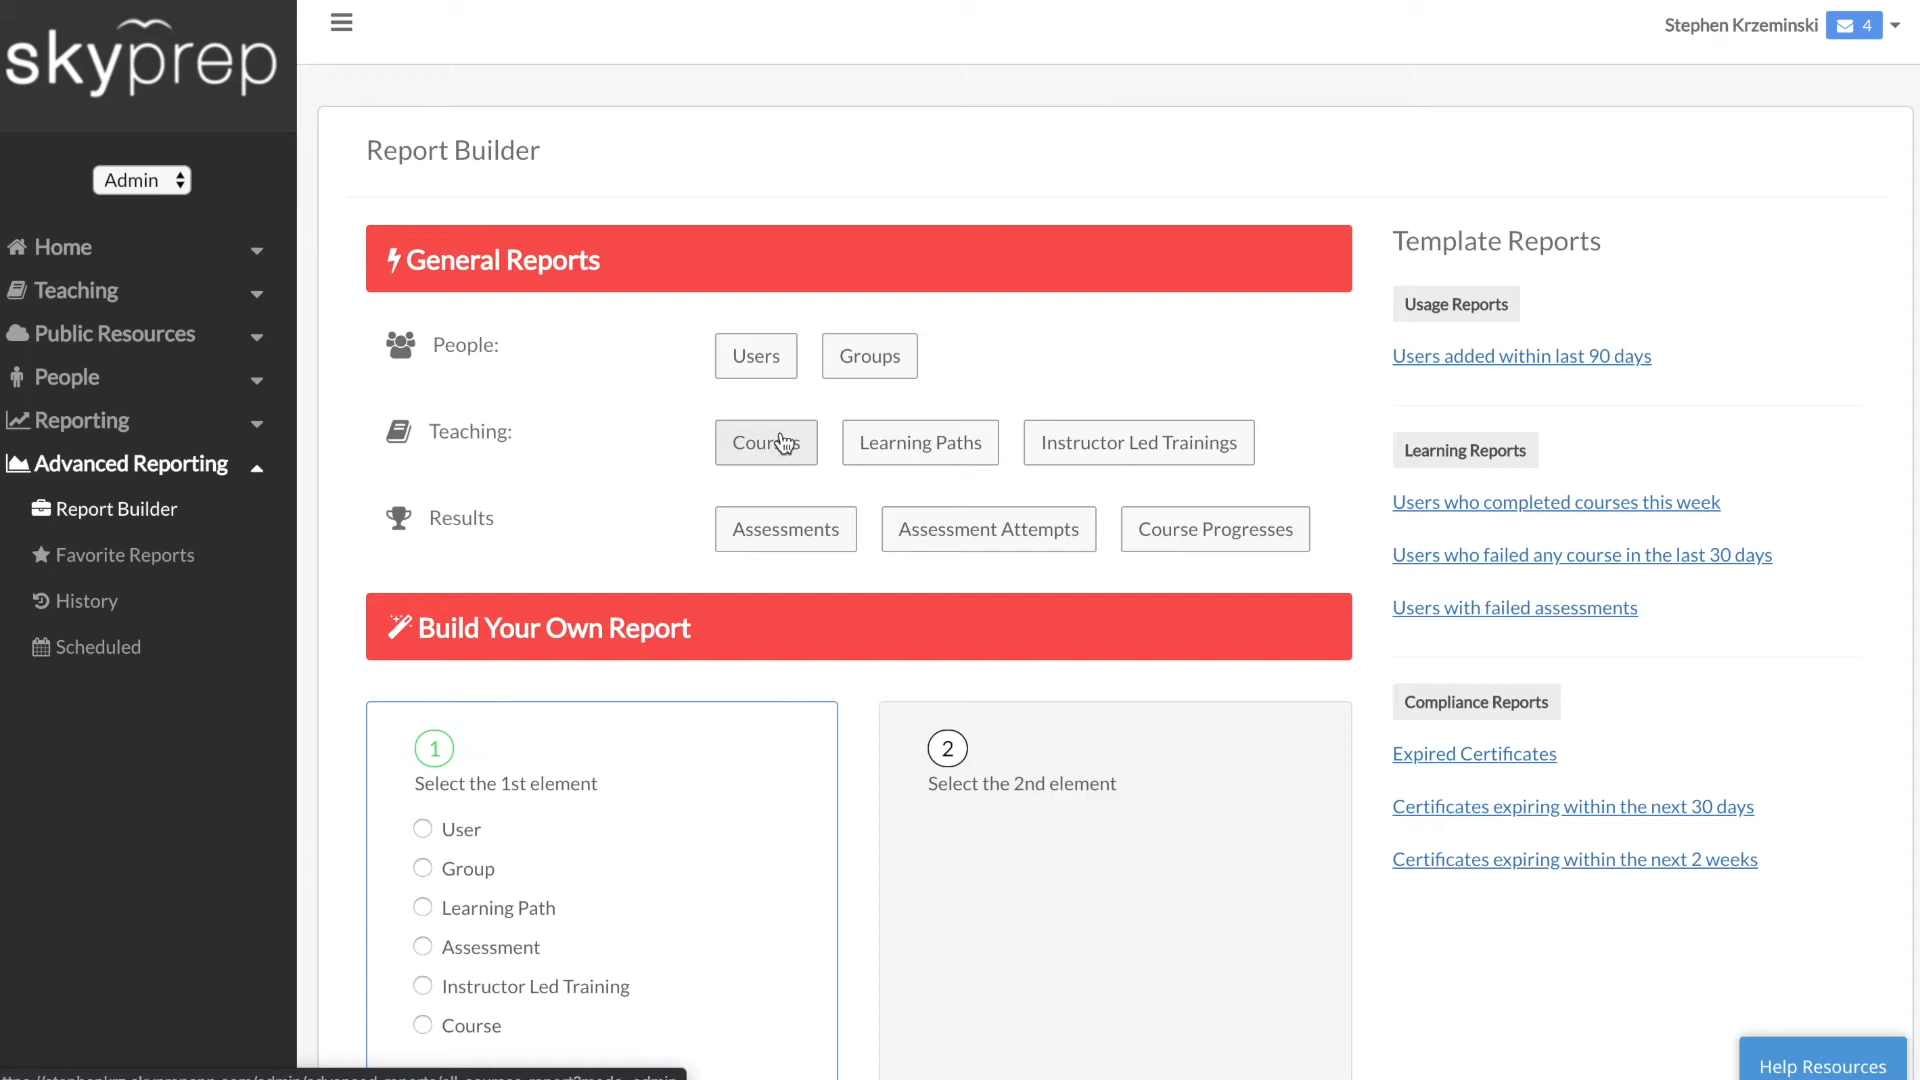 skyprep
Stephen Krzeminski
4
Admin
Home
Teaching
Public Resources
People
Reporting
Advanced Reporting
Report Builder
Favorite Reports
History
Scheduled
Report Builder
General Reports
People:
Users
Groups
Teaching:
Courses
Learning Paths
Instructor Led Trainings
Results
Assessments
Assessment Attempts
Course Progresses
Build Your Own Report
1
Select the 1st element
User
Group
Learning Path
Assessment
Instructor Led Training
Course
2
Select the 2nd element
Template Reports
Usage Reports
Users added within last 90 days
Learning Reports
Users who completed courses this week
Users who failed any course in the last 30 days
Users with failed assessments
Compliance Reports
Expired Certificates
Certificates expiring within the next 30 days
Certificates expiring within the next 2 weeks
Help Resources